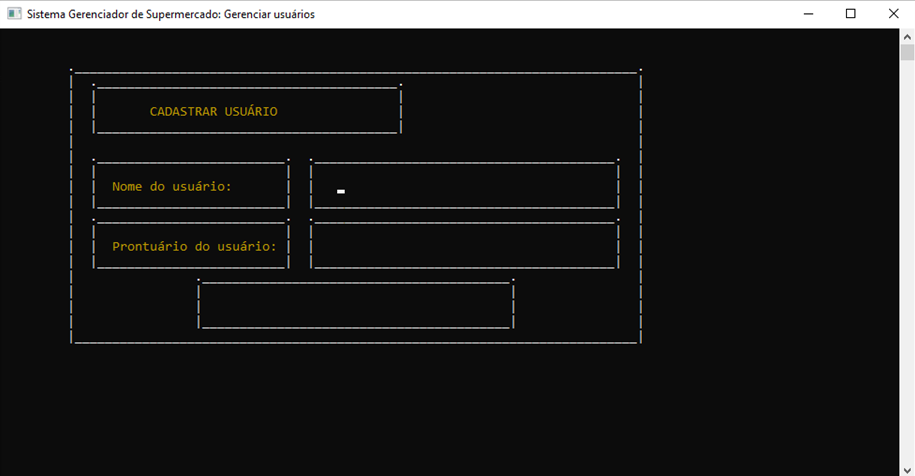 Sistema Gerenciador de Supermercado: Gerenciar usuários
CADASTRAR USUÁRIO
Nome do usuário:
Prontuário do usuário: